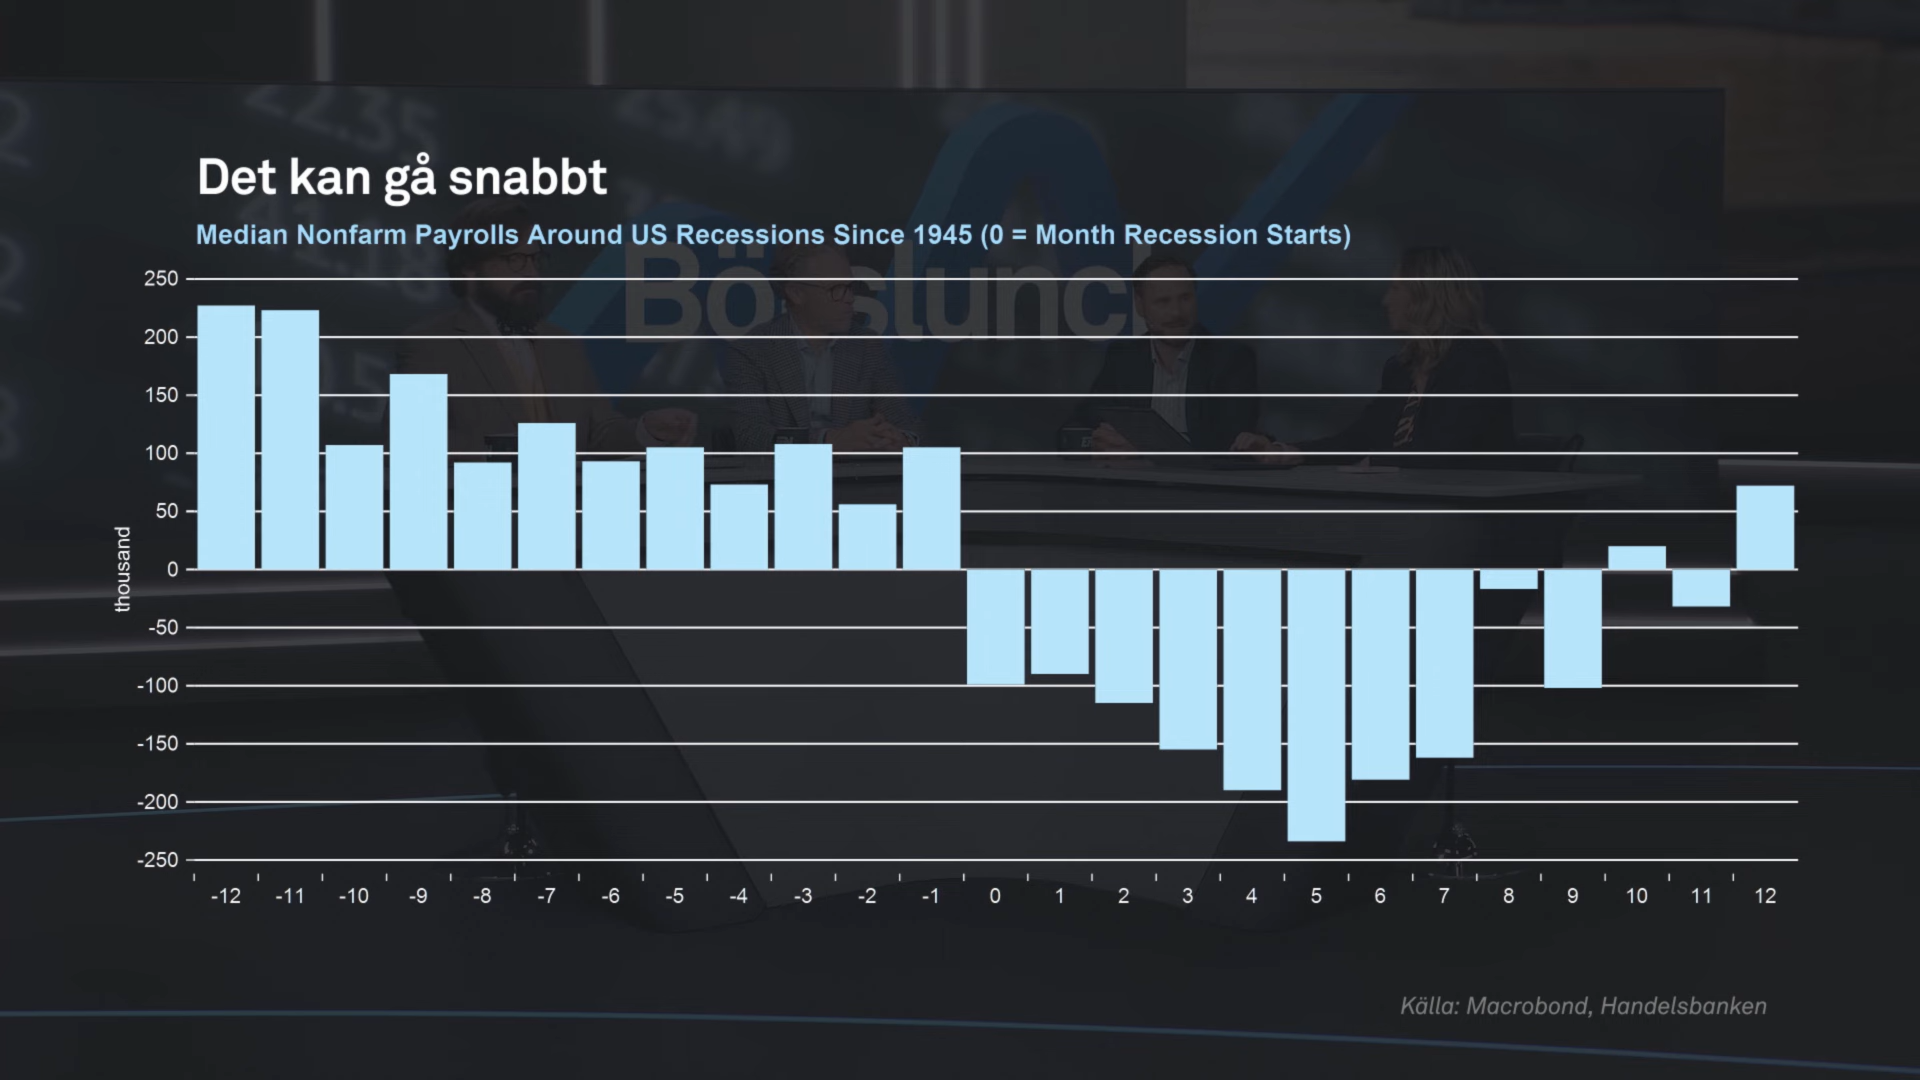 Det kan gå snabbt
Median Nonfarm Payrolls Around US Recessions Since 1945 (0 = Month Recession Starts)
250
200
150
100
50
0
-50
-100
-150
-200
-250
thousand
-12 -11 -10 -9 -8 -7 -6 -5 -4 -3 -2 -1 0 1 2 3 4 5 6 7 8 9 10 11 12
Källa: Macrobond, Handelsbanken
22,35